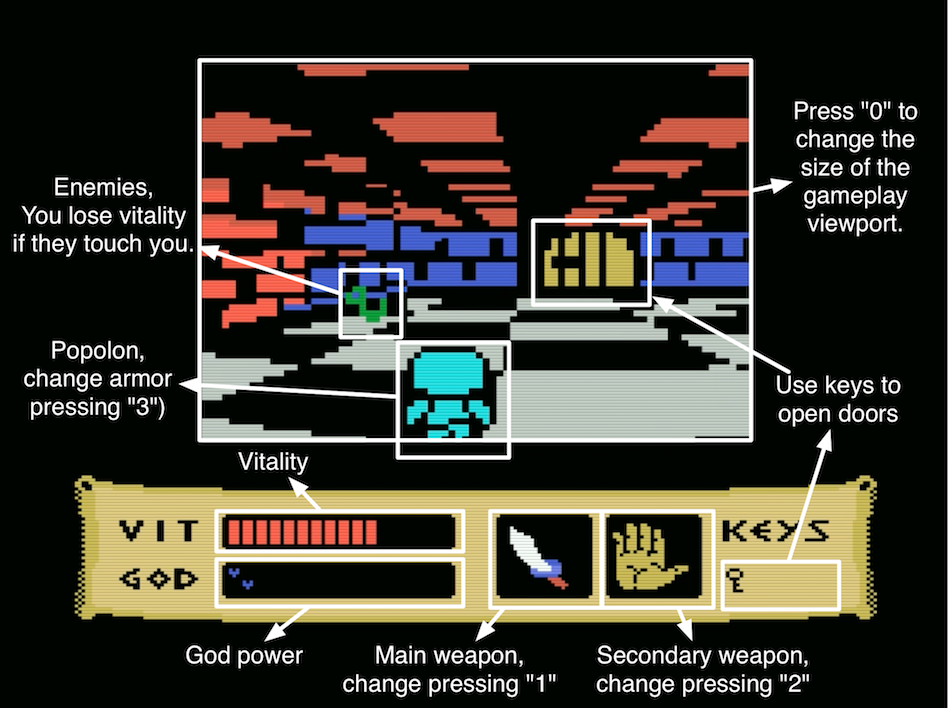 Press "0" to
change the
size of the
gameplay
viewport.
Enemies,
You lose vitality
if they touch you.
Popolon,
change armor
pressing "3")
Use keys to
open doors
Vitality
VIT
KEYS
GOD
God power
Main weapon,
change pressing "1"
Secondary weapon,
change pressing "2"